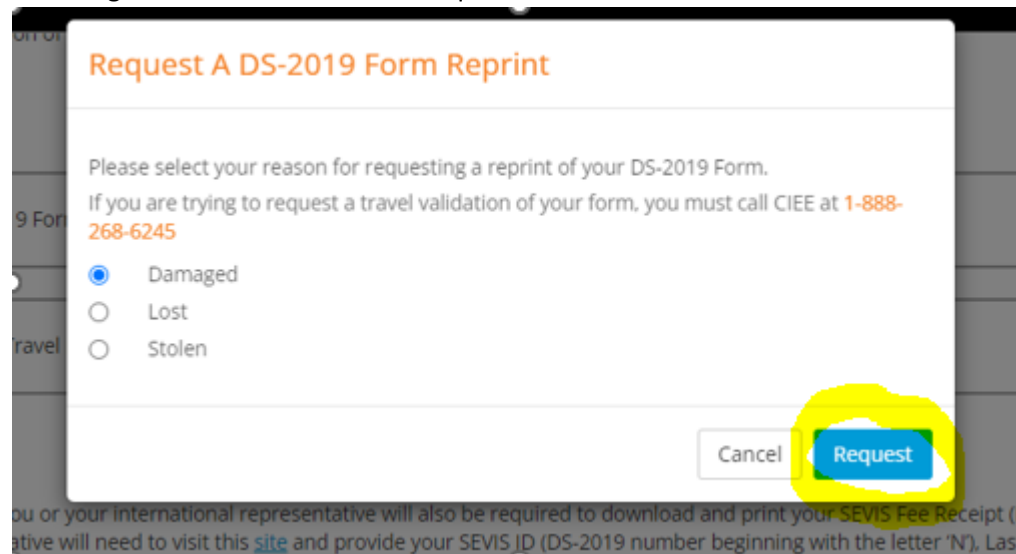 Request A DS-2019 Form Reprint
Please select your reason for requesting a reprint of your DS-2019 Form.
If you are trying to request a travel validation of your form, you must call CIEE at 1-888-
268-6245
9 For
Damaged
Lost
Travel
Stolen
Cancel Request
ou or your international representative will also be required to download and print your SEVIS Fee Receipt (
ative will need to visit this site and provide your SEVIS ID (DS-2019 number beginning with the letter 'N'), Las